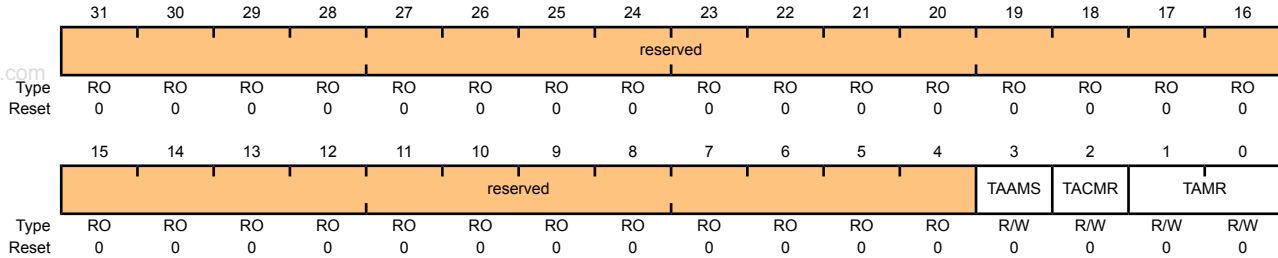 31 30 29 28 27 26 25 24 23 22 21 20 19 18 17 16
reserved
.com
Type RO RO RO RO RO RO RO RO RO RO RO RO RO RO RO RO
Reset 0 0 0 0 0 0 0 0 0 0 0 0 0 0 0 0
15 14 13 12 11 10 9 8 7 6 5 4 3 2 1 0
reserved TAAMS TACMR TAMR
Type RO RO RO RO RO RO RO RO RO RO RO RO R/W R/W R/W R/W
Reset 0 0 0 0 0 0 0 0 0 0 0 0 0 0 0 0